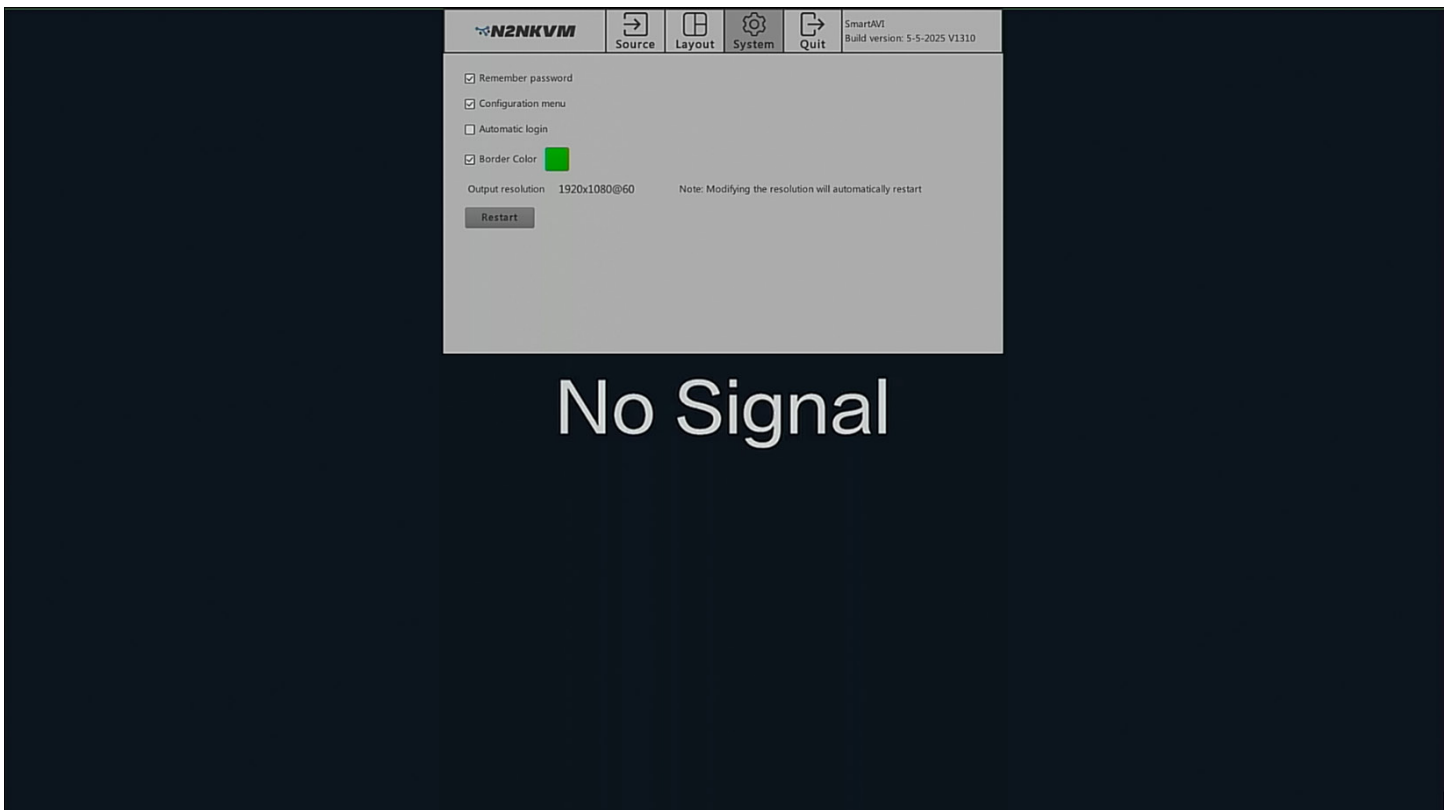 N2NKVM
Source
Layout
System
Quit
SmartAVI
Build version: 5-5-2025 V1310
Remember password
Configuration menu
Automatic login
Border Color
Output resolution 1920x1080@60 Note: Modifying the resolution will automatically restart
Restart
No Signal